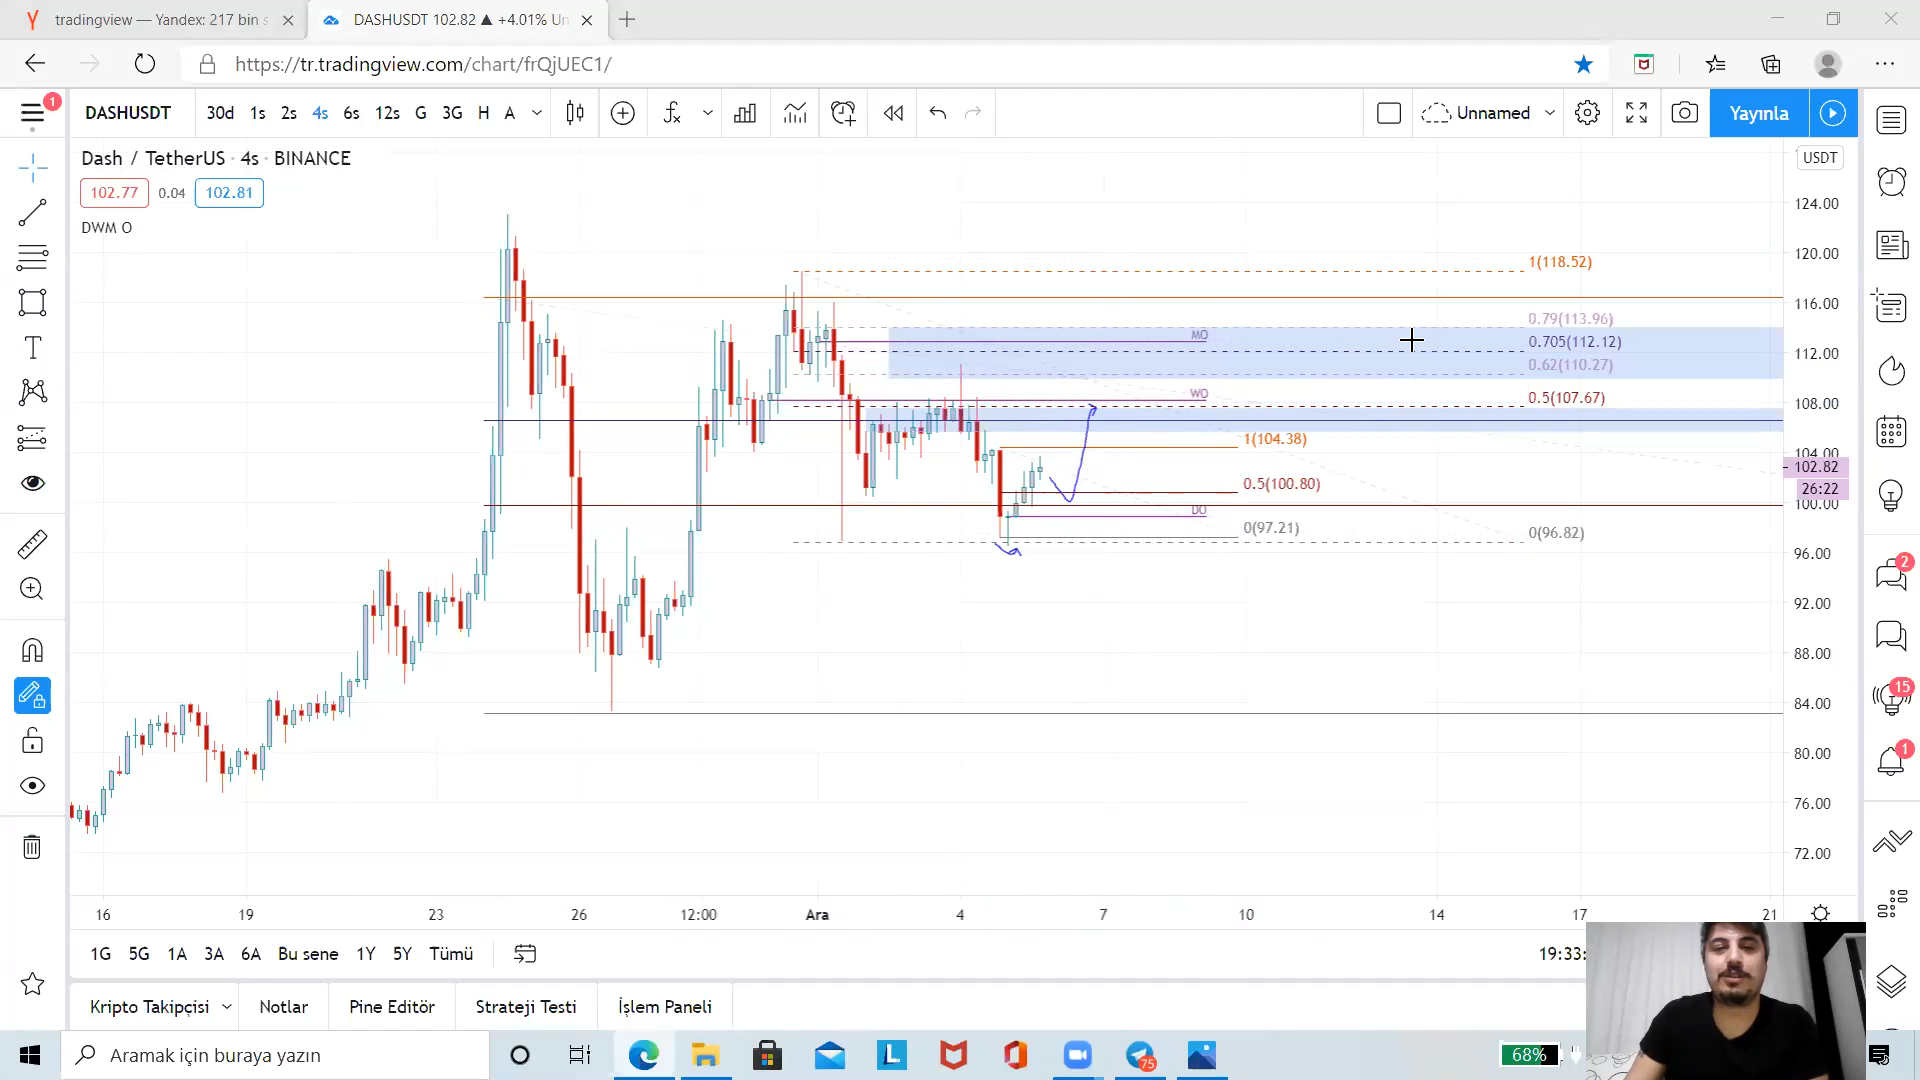 tradingview — Yandex: 217 bin s
DASHUSDT 102.82 ▲ +4.01% Un
https://tr.tradingview.com/chart/frQjUEC1/
1
DASHUSDT
30d 1s 2s 4s 6s 12s G 3G H A
Unnamed
Yayınla
Dash / TetherUS · 4s · BINANCE
USDT
102.77 0.04 102.81
DWM O
124.00
120.00
116.00
112.00
108.00
104.00
102.82
26:22
100.00
96.00
92.00
88.00
84.00
80.00
76.00
72.00
1(118.52)
0.79(113.96)
MO
0.705(112.12)
0.62(110.27)
WO
0.5(107.67)
1(104.38)
0.5(100.80)
DO
0(97.21)
0(96.82)
2
15
1
16 19 23 26 12:00 Ara 4 7 10 14 17 21
1G 5G 1A 3A 6A Bu sene 1Y 5Y Tümü
19:33:
Kripto Takipçisi Notlar Pine Editör Strateji Testi İşlem Paneli
Aramak için buraya yazın
L
75
68%